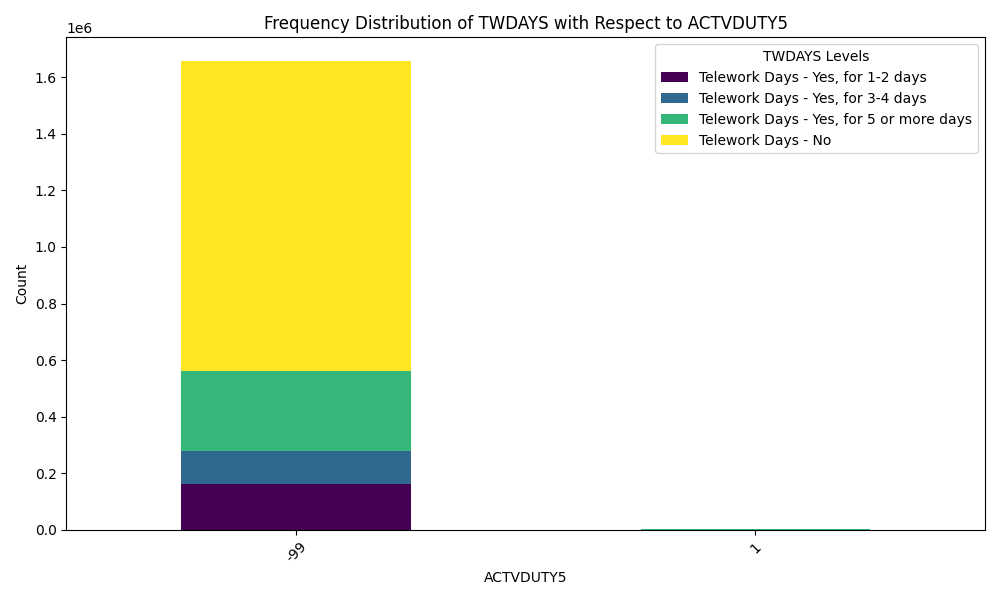 Frequency Distribution of TWDAYS with Respect to ACTVDUTY5
1e6
TWDAYS Levels
Telework Days - Yes, for 1-2 days
Telework Days - Yes, for 3-4 days
Telework Days - Yes, for 5 or more days
Telework Days - No
1.6
1.4
1.2
1.0
0.8
0.6
0.4
0.2
0.0
Count
-99
1
ACTVDUTY5